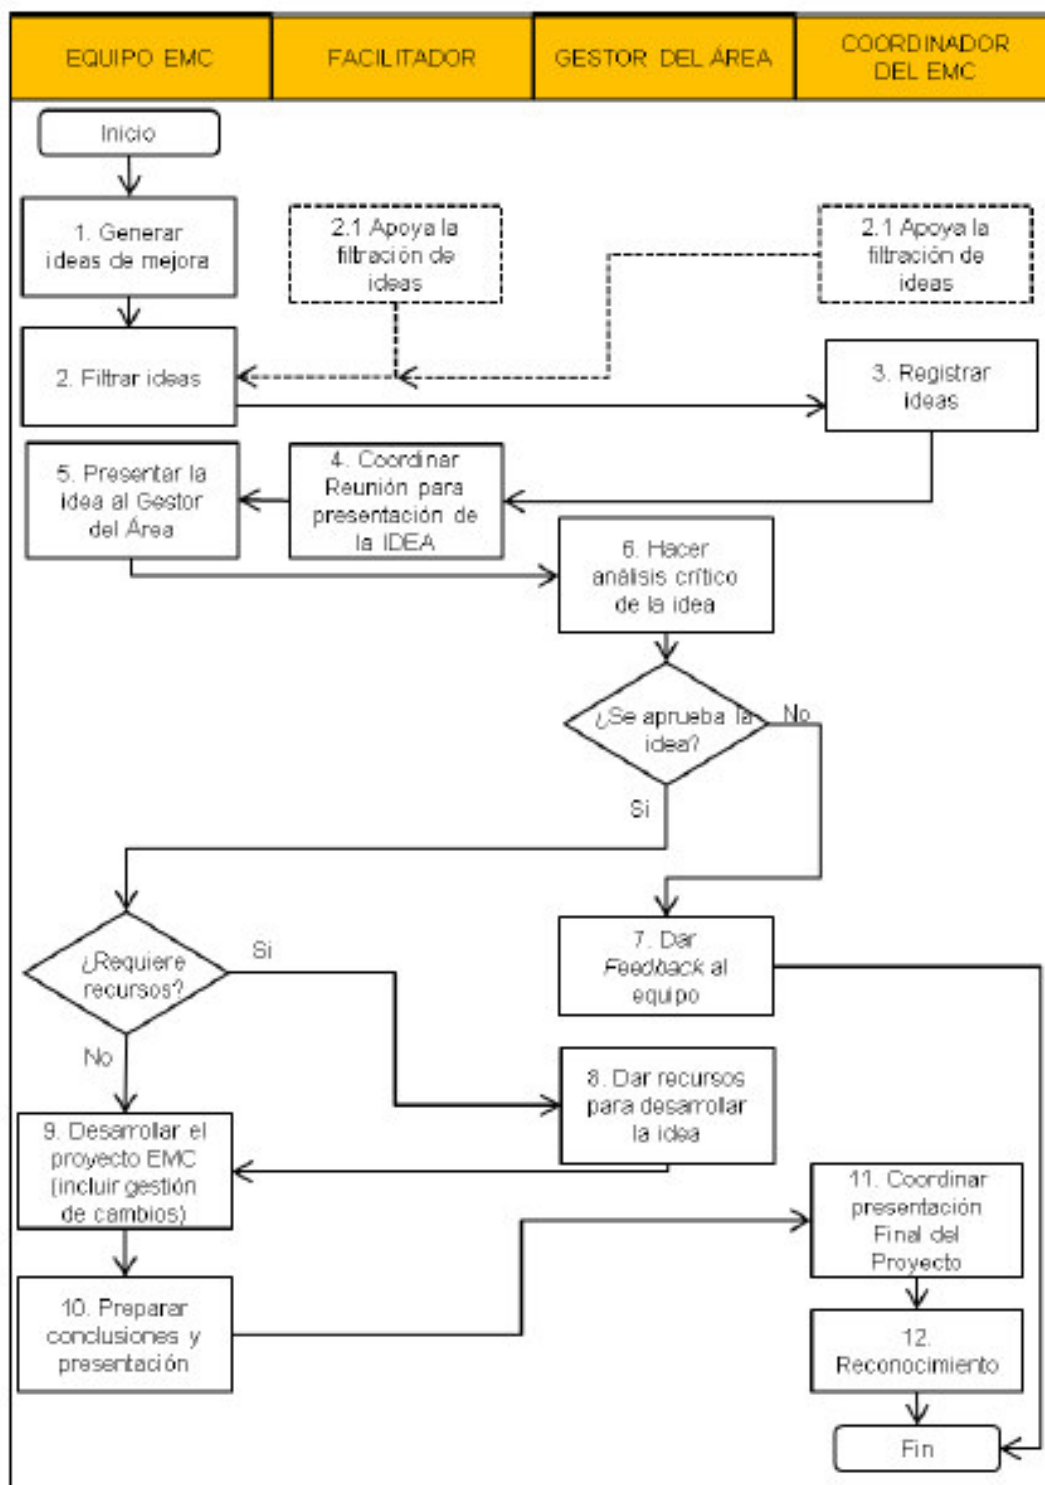 EQUIPO EMC
FACILITADOR
GESTOR DEL ÁREA
COORDINADOR
DEL EMC
Inicio
1. Generar
ideas de mejora
2.1 Apoya la
filtración de
ideas
2.1 Apoya la
filtración de
ideas
2. Filtrar ideas
3. Registrar
ideas
5. Presentar la
idea al Gestor
del Área
4. Coordinar
Reunión para
presentación de
la IDEA
6. Hacer
análisis crítico
de la idea
¿Se aprueba la
idea?
No
Si
¿Requiere
recursos?
Si
No
7. Dar
Feedback al
equipo
8. Dar recursos
para desarrollar
la idea
9. Desarrollar el
proyecto EMC
(incluir gestión
de cambios)
11. Coordinar
presentación
Final del
Proyecto
10. Preparar
conclusiones y
presentación
12.
Reconocimiento
Fin